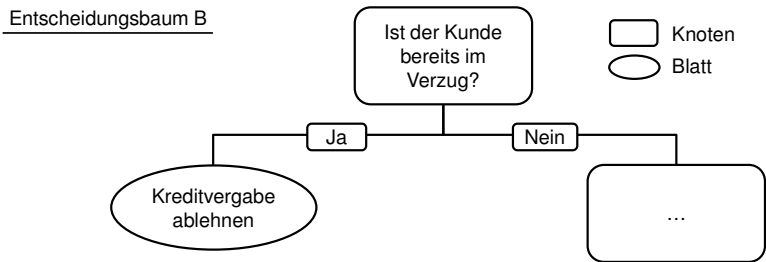 Entscheidungsbaum B
Ist der Kunde
bereits im
Verzug?
Knoten
Blatt
Ja
Nein
Kreditvergabe
ablehnen
...